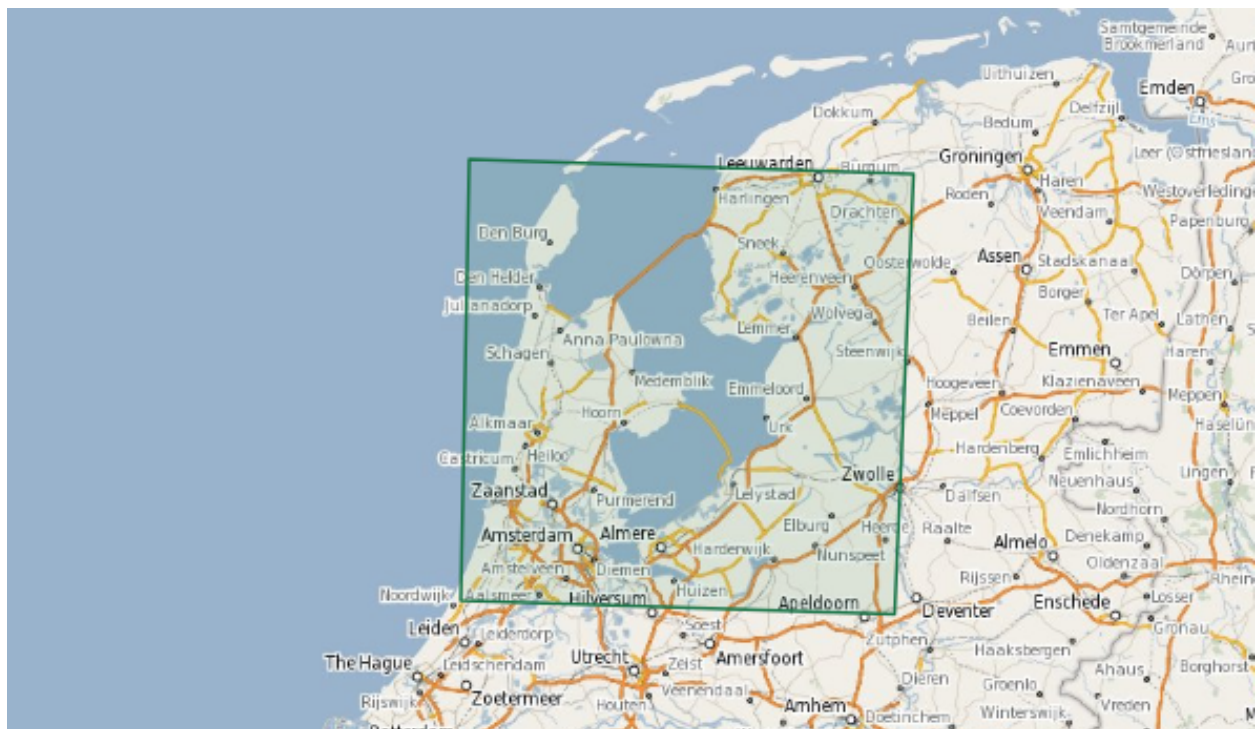 Samtgemeinde
Brookmerland
Aur
Uithuizen
Gro
Emden
Dokkum
Delfzijl
Ems
Bedum
Leeuwarden
Burgum
Groningen
Leer (Ostfriesland
Haren
Harlingen
Roden
Westoverledinge
Drachten
Veendam
Papenburg
Den Burg
Sneek
Oosterwolde
Assen
Stadskanaal
Den Helder
Heerenveen
Dörpen
Julianadorp
Borger
Wolvega
Ter Apel
Lathen
Lemmer
Beilen
Anna Paulowna
Schagen
Steenwijk
Emmen
Haren
Medemblik
Emmeloord
Hoogeveen
Klazienaveen
Meppen
Hoorn
Meppel
Coevorden
Alkmaar
Urk
Haselün
Heiloo
Hardenberg
Emlichheim
Castricum
Zwolle
Lingen
F
Zaanstad
Purmerend
Lelystad
Dalfsen
Neuenhaus
Nordhorn
Elburg
Heerde
Raalte
Amsterdam
Almere
Denekamp
Harderwijk
Nunspeet
Almelo
Diemen
Amstelveen
Oldenzaal
Huizen
Rijssen
Rhein
Noordwijk
Aalsmeer
Hilversum
Apeldoorn
Deventer
Enschede
Losser
Gronau
Leiden
Leiderdorp
Soest
Zutphen
Haaksbergen
The Hague
Leidschendam
Utrecht
Zeist
Amersfoort
Borghorst
Ahaus
Rijswijk
Zoetermeer
Veenendaal
Dieren
Groenlo
Houten
Vreden
Arnhem
Doetinchem
Winterswijk
M